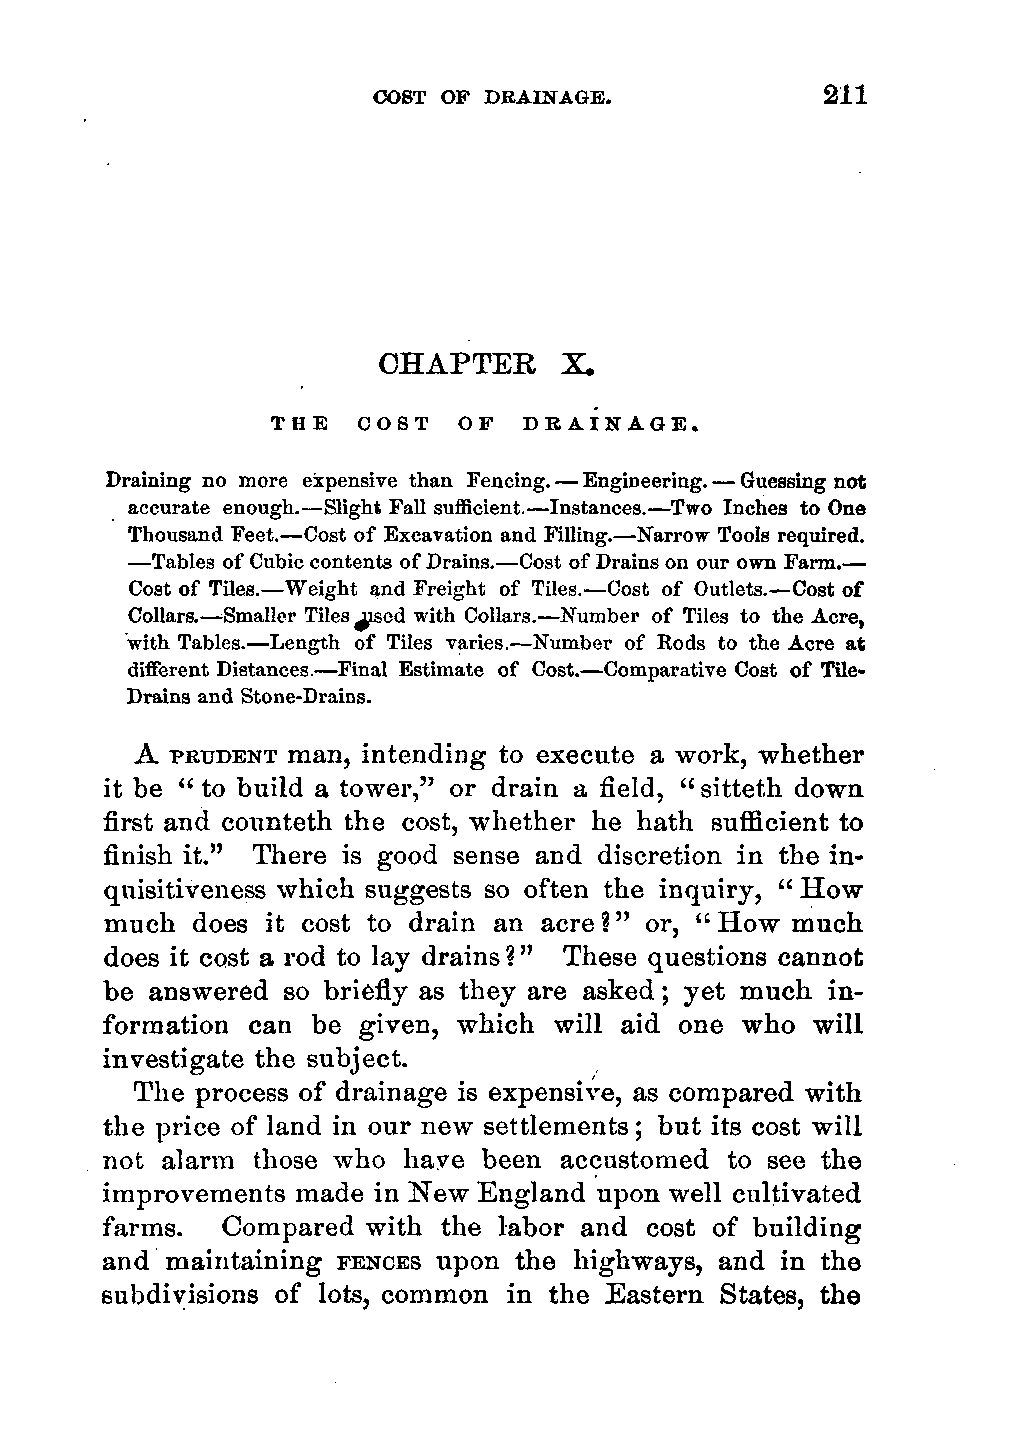 COST OF DRAINAGE. 211
CHAPTER X.
THE COST OF DRAINAGE.
Draining no more expensive than Fencing.—Engineering.—Guessing not
accurate enough.—Slight Fall sufficient.—Instances.—Two Inches to One
Thousand Feet.—Cost of Excavation and Filling.—Narrow Tools required.
—Tables of Cubic contents of Drains.—Cost of Drains on our own Farm.—
Cost of Tiles.—Weight and Freight of Tiles.—Cost of Outlets.—Cost of
Collars.—Smaller Tiles used with Collars.—Number of Tiles to the Acre,
with Tables.—Length of Tiles varies.—Number of Rods to the Acre at
different Distances.—Final Estimate of Cost.—Comparative Cost of Tile-
Drains and Stone-Drains.
A PRUDENT man, intending to execute a work, whether
it be “to build a tower,” or drain a field, “sitteth down
first and counteth the cost, whether he hath sufficient to
finish it.” There is good sense and discretion in the in-
quisitiveness which suggests so often the inquiry, “How
much does it cost to drain an acre?” or, “How much
does it cost a rod to lay drains?” These questions cannot
be answered so briefly as they are asked; yet much in-
formation can be given, which will aid one who will
investigate the subject.
The process of drainage is expensive, as compared with
the price of land in our new settlements; but its cost will
not alarm those who have been accustomed to see the
improvements made in New England upon well cultivated
farms. Compared with the labor and cost of building
and maintaining FENCES upon the highways, and in the
subdivisions of lots, common in the Eastern States, the